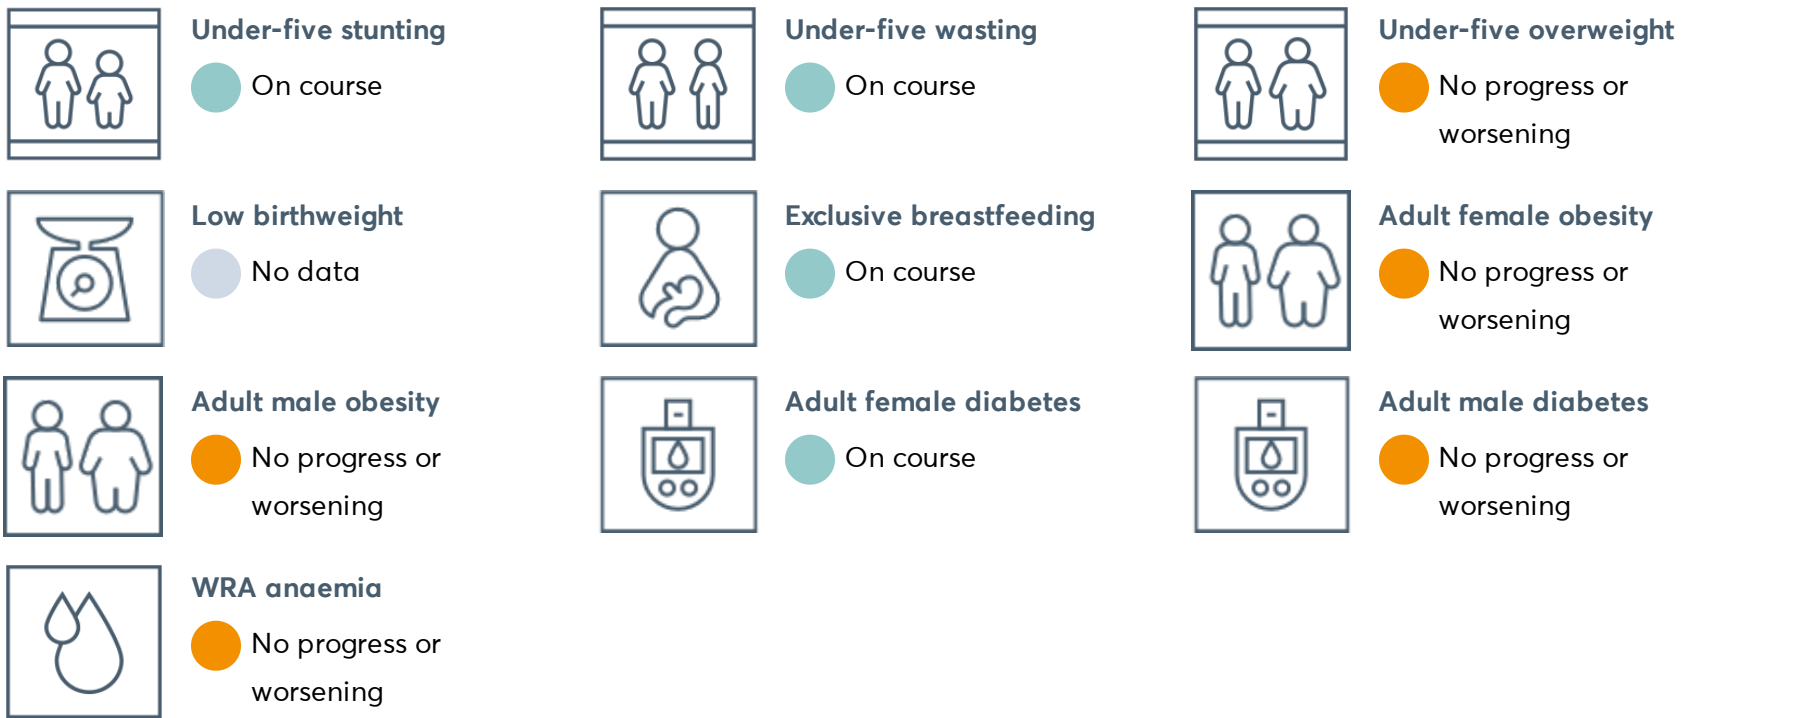 Under-five stunting
On course
Under-five wasting
On course
Under-five overweight
No progress or
worsening
Low birthweight
No data
Exclusive breastfeeding
On course
Adult female obesity
No progress or
worsening
Adult male obesity
No progress or
worsening
Adult female diabetes
On course
Adult male diabetes
No progress or
worsening
WRA anaemia
No progress or
worsening